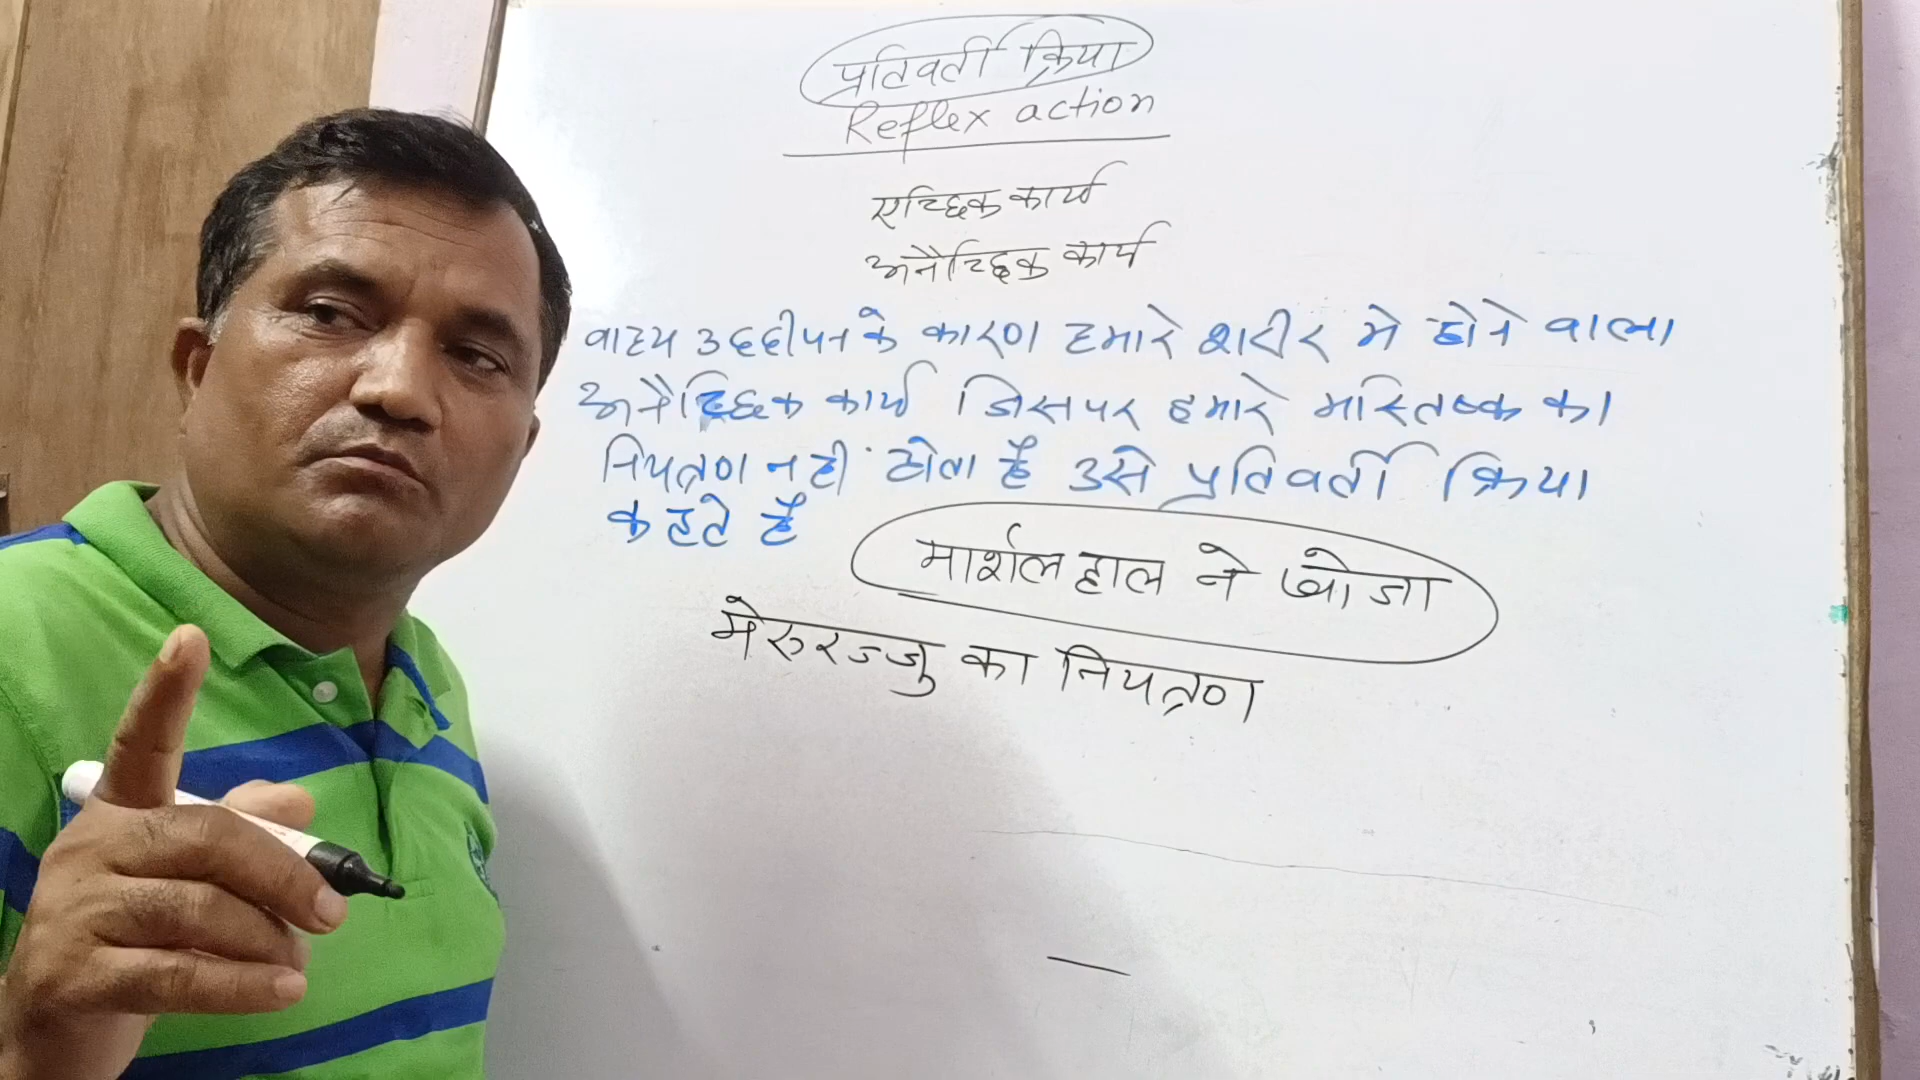 प्रतिवर्ती क्रिया
Reflex action
एच्छिक कार्य
अनैच्छिक कार्य
वाह्य उद्दीपन के कारण हमारे शरीर मे होने वाला
अनैच्छिक कार्य जिसपर हमारे मस्तिष्क का
नियत्रण नही होता है उसे प्रतिवर्ती क्रिया
कहते है
मार्शल हाल ने खोजा
मेरुरज्जु का नियत्रण